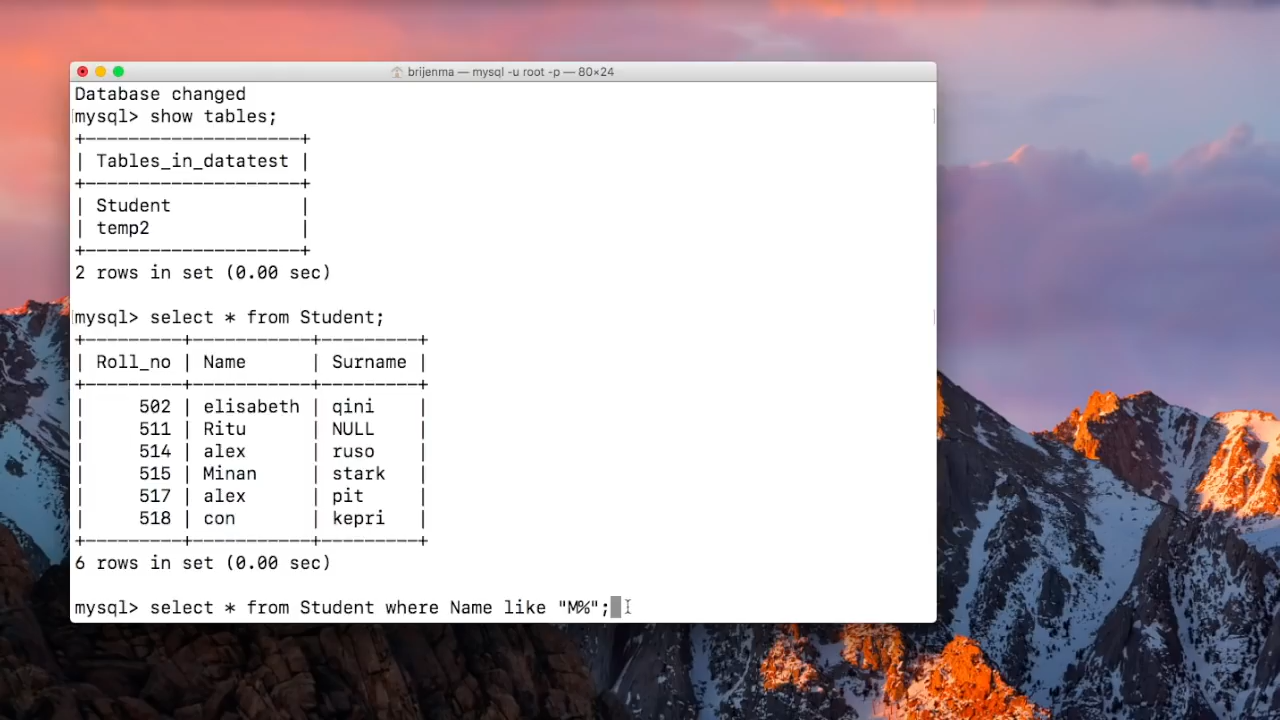 brijenma — mysql -u root -p — 80×24
Database changed
mysql> show tables;
+--------------------+
| Tables_in_datatest |
+--------------------+
| Student            |
| temp2              |
+--------------------+
2 rows in set (0.00 sec)
mysql> select * from Student;
+---------+-----------+---------+
| Roll_no | Name      | Surname |
+---------+-----------+---------+
|     502 | elisabeth | qini    |
|     511 | Ritu      | NULL    |
|     514 | alex      | ruso    |
|     515 | Minan     | stark   |
|     517 | alex      | pit     |
|     518 | con       | kepri   |
+---------+-----------+---------+
6 rows in set (0.00 sec)
mysql> select * from Student where Name like "M%";